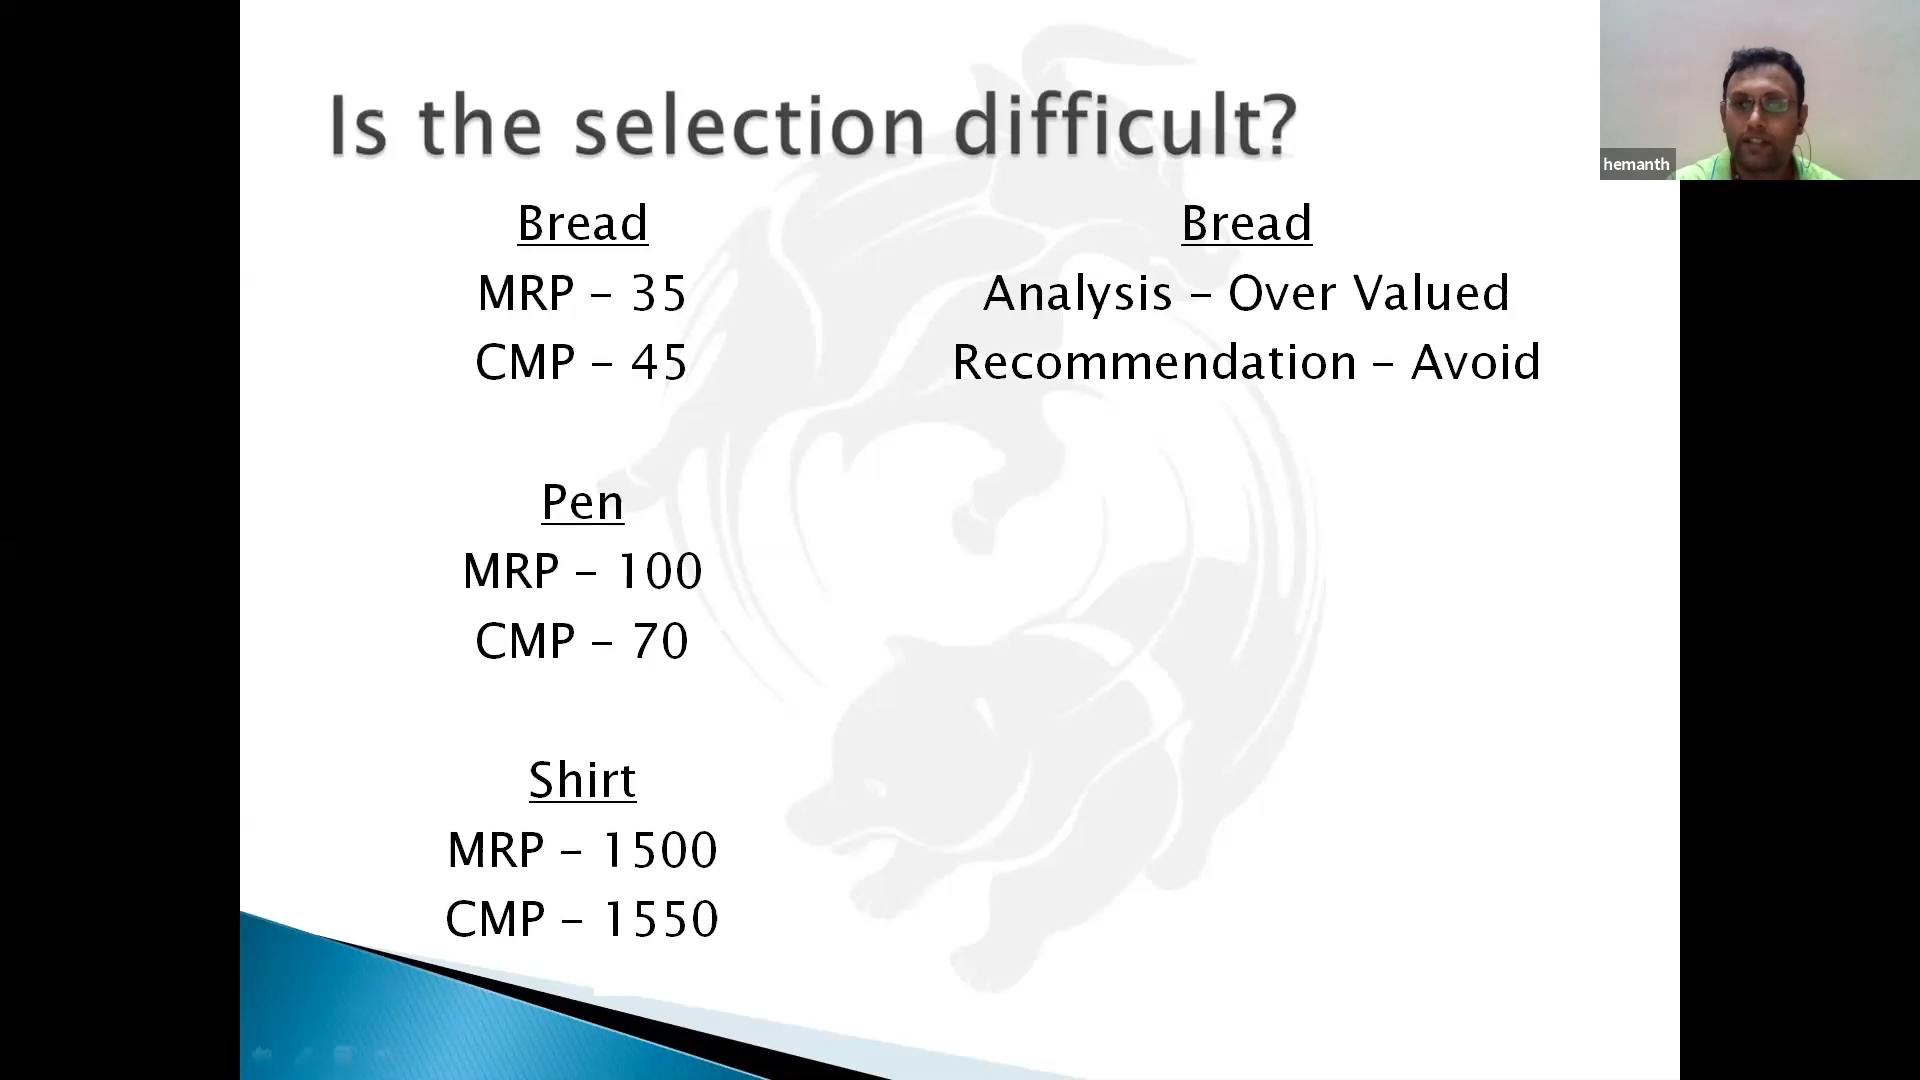 Is the selection difficult?
hemanth
Bread
MRP – 35
CMP – 45
Pen
MRP – 100
CMP – 70
Shirt
MRP – 1500
CMP – 1550
Bread
Analysis – Over Valued
Recommendation – Avoid